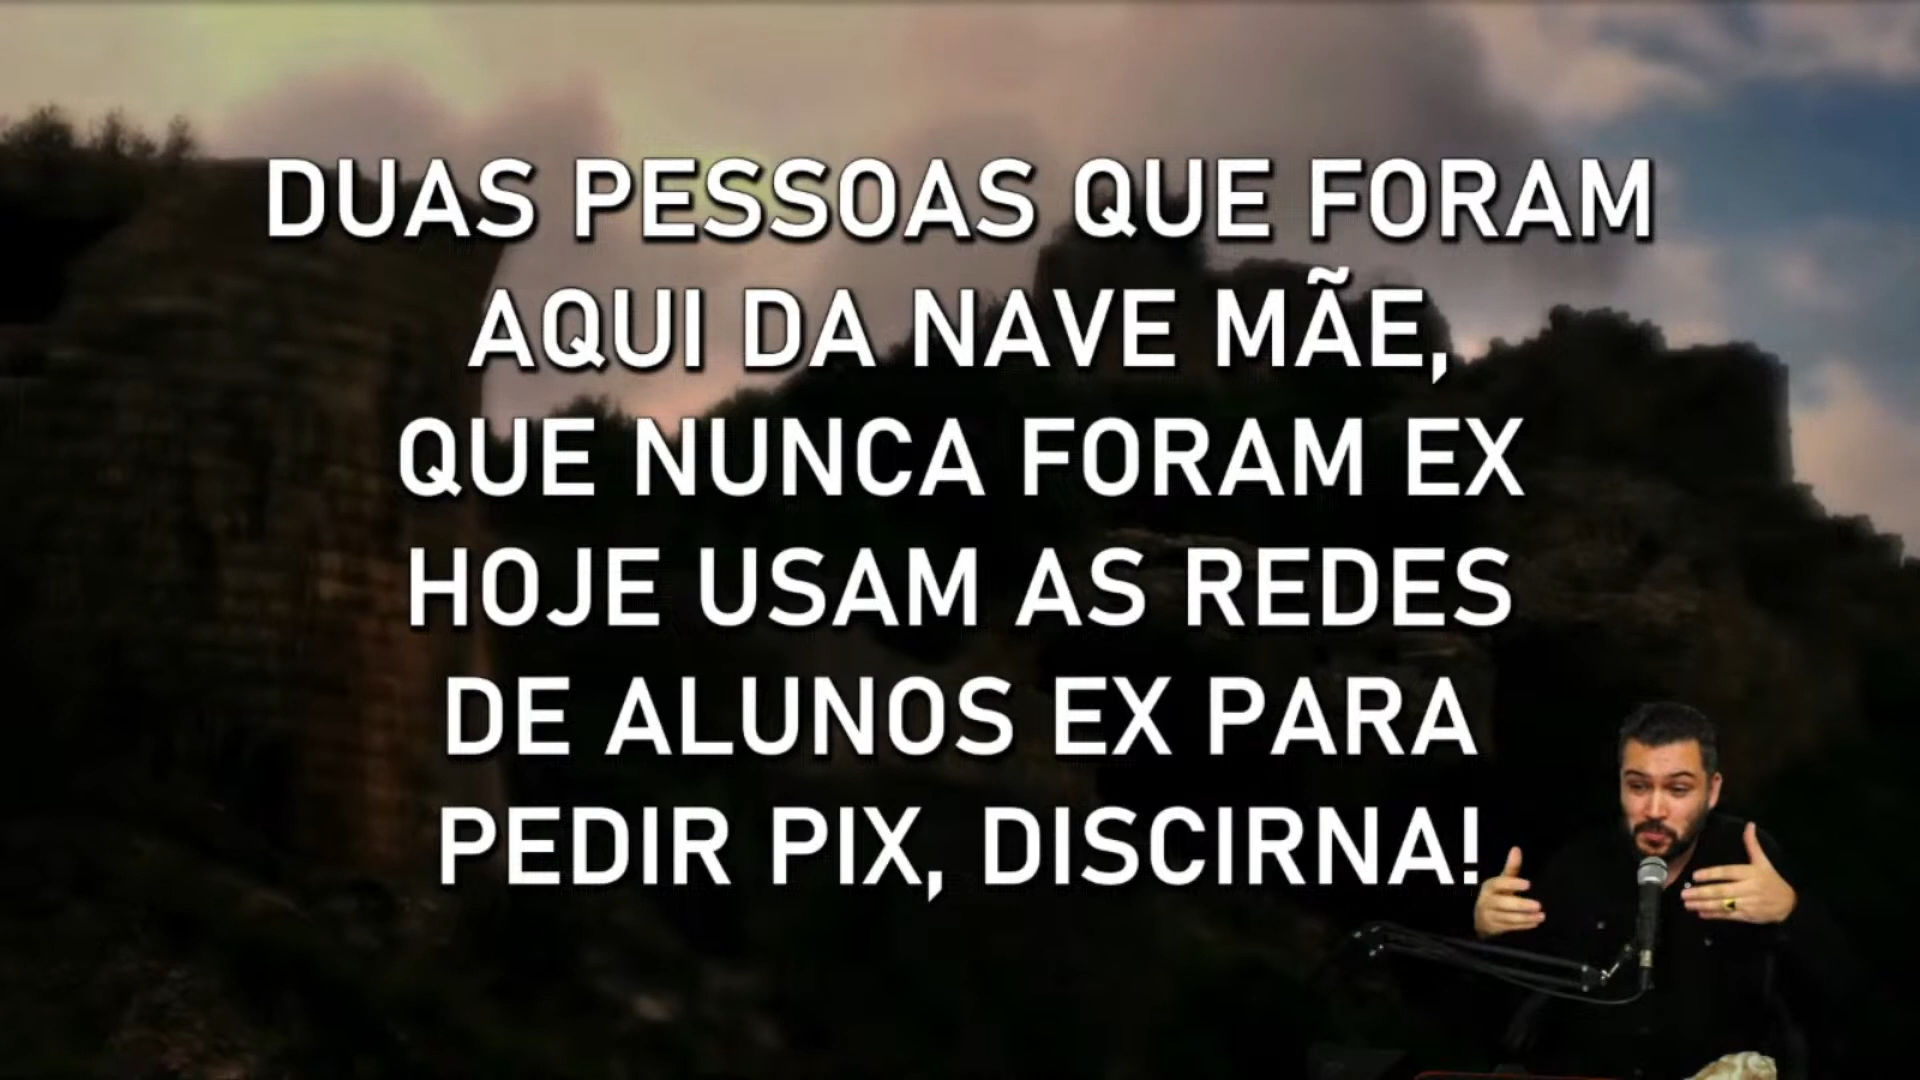 DUAS PESSOAS QUE FORAM
AQUI DA NAVE MÃE,
QUE NUNCA FORAM EX
HOJE USAM AS REDES
DE ALUNOS EX PARA
PEDIR PIX, DISCIRNA!